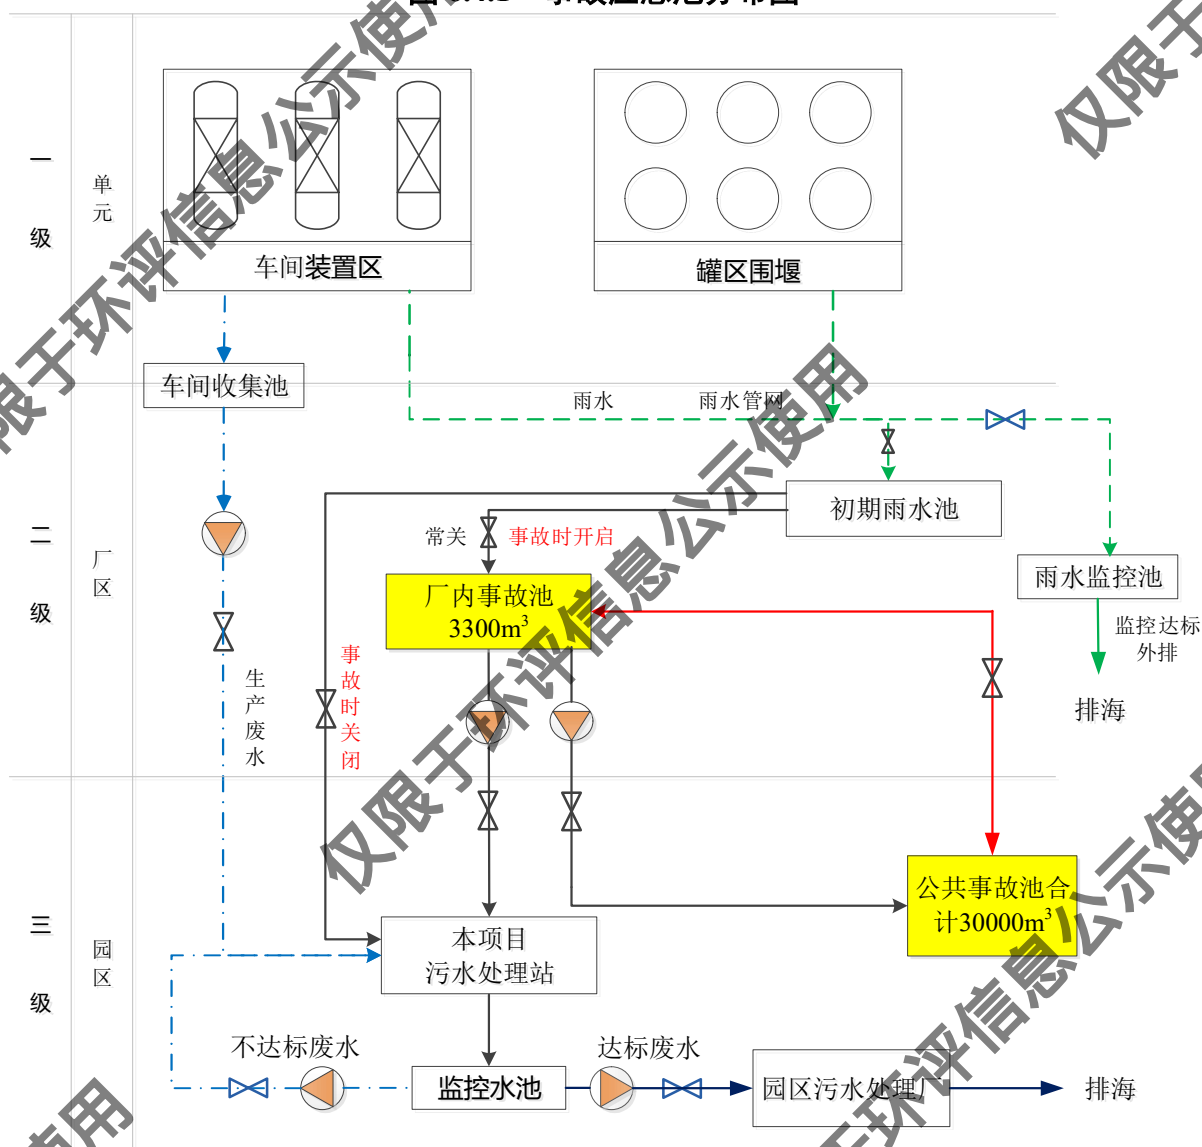 一级
单元
车间装置区
罐区围堰
车间收集池
雨水
雨水管网
初期雨水池
常关
事故时开启
二级
厂区
厂内事故池
3300m³
雨水监控池
监控达标
外排
排海
生产废水
事故时关闭
三级
园区
公共事故池合
计30000m³
本项目
污水处理站
不达标废水
达标废水
监控水池
园区污水处理厂
排海
仅限于环评信息公示使用
仅限于环评信息公示使用